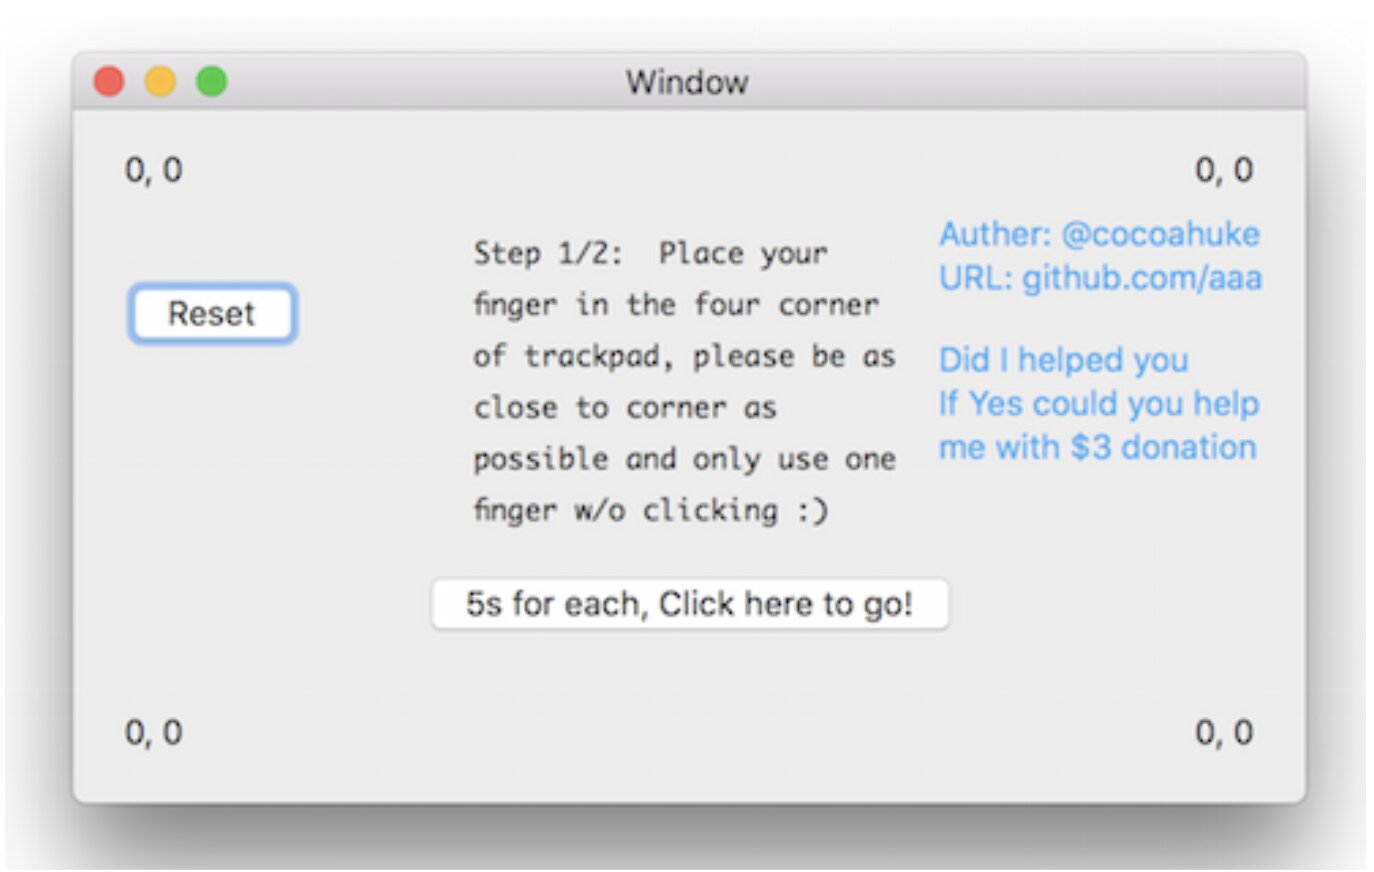 Window
0, 0
0, 0
Reset
Step 1/2:  Place your
finger in the four corner
of trackpad, please be as
close to corner as
possible and only use one
finger w/o clicking :)
Auther: @cocoahuke
URL: github.com/aaa
Did I helped you
If Yes could you help
me with $3 donation
5s for each, Click here to go!
0, 0
0, 0